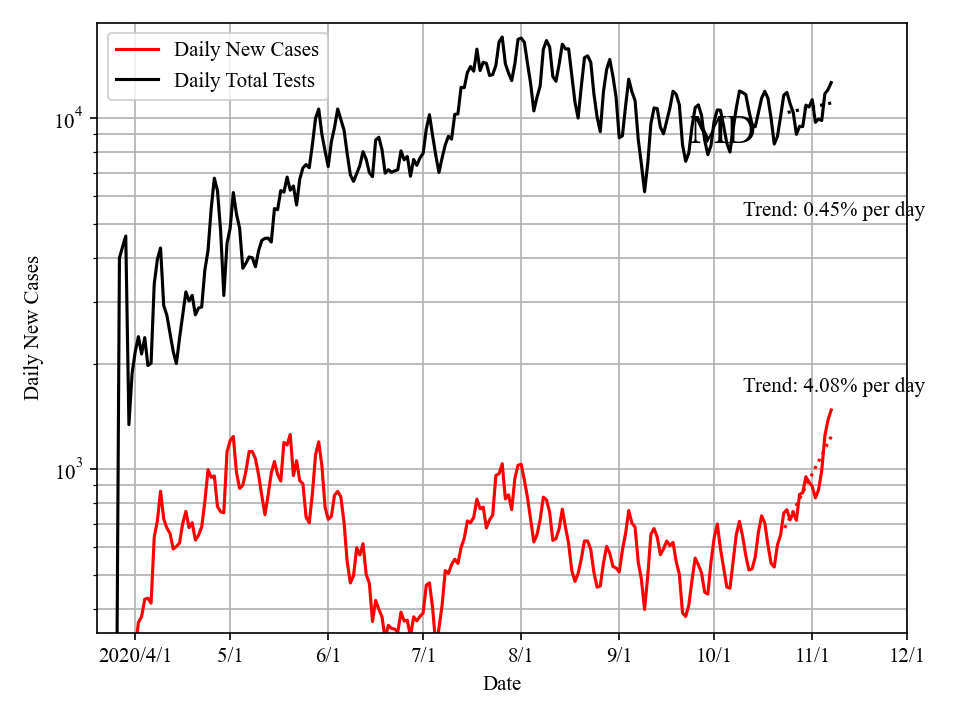 Daily New Cases
Daily Total Tests
10^4
MD
Trend: 0.45% per day
Daily New Cases
Trend: 4.08% per day
10^3
2020/4/1 5/1 6/1 7/1 8/1 9/1 10/1 11/1 12/1
Date